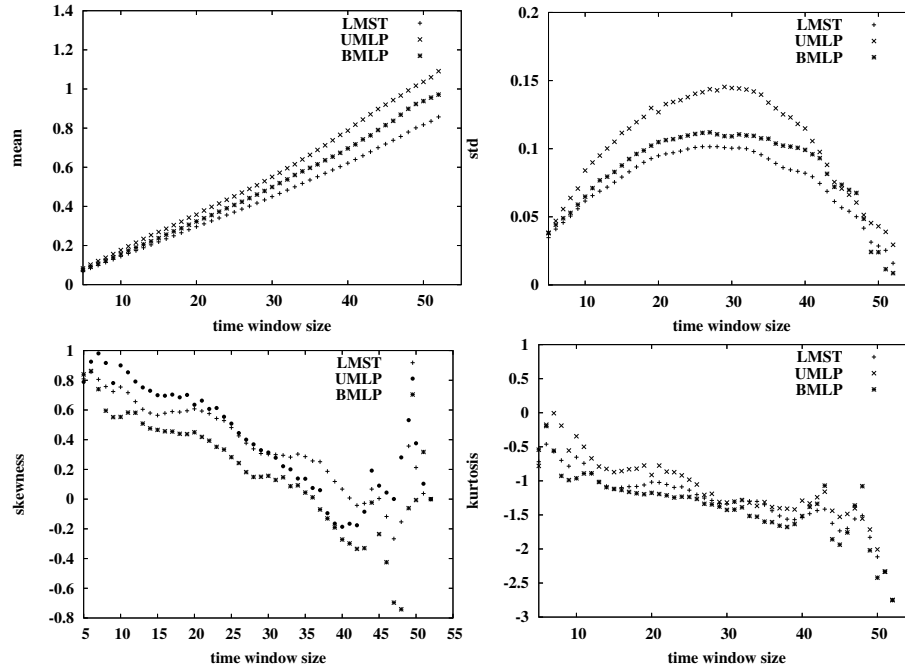 1.4
1.2
1
0.8
0.6
0.4
0.2
0
10
20
30
40
50
mean
time window size
LMST
UMLP
BMLP
0.2
0.15
0.1
0.05
0
10
20
30
40
50
std
time window size
LMST
UMLP
BMLP
1
0.8
0.6
0.4
0.2
0
-0.2
-0.4
-0.6
-0.8
5
10
15
20
25
30
35
40
45
50
55
skewness
time window size
LMST
UMLP
BMLP
1
0.5
0
-0.5
-1
-1.5
-2
-2.5
-3
10
20
30
40
50
kurtosis
time window size
LMST
UMLP
BMLP